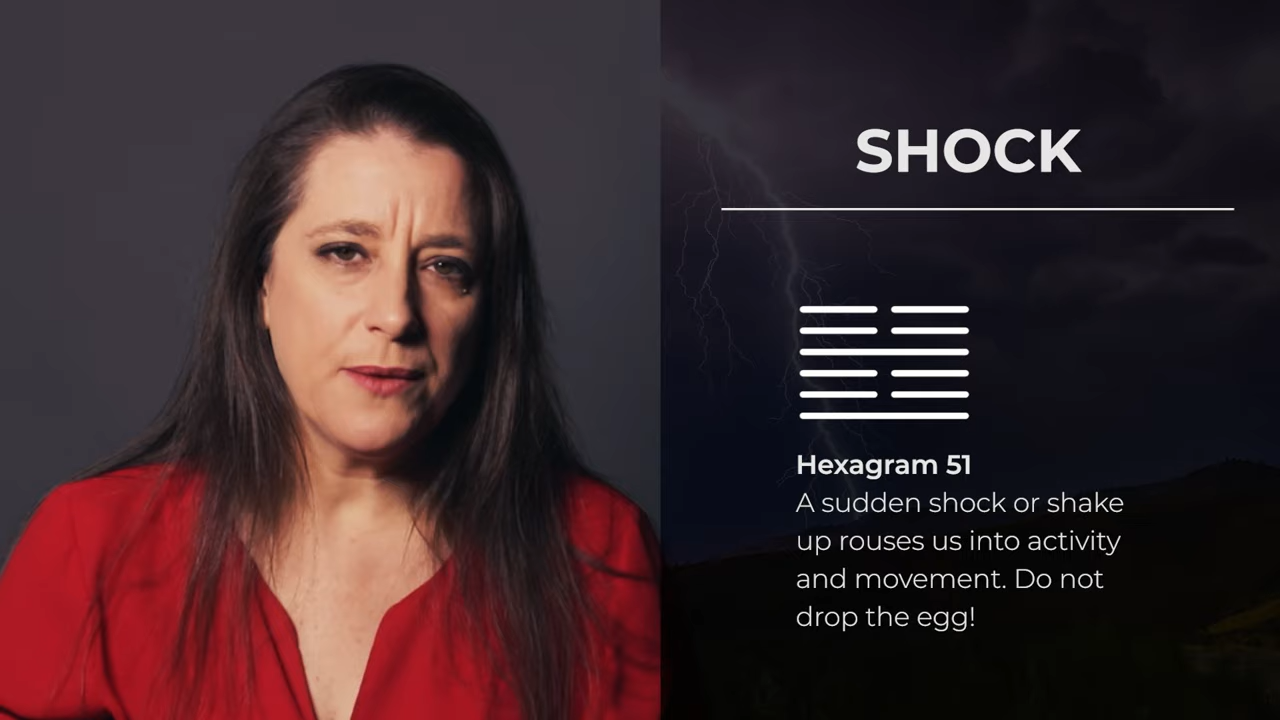 SHOCK
Hexagram 51
A sudden shock or shake
up rouses us into activity
and movement. Do not
drop the egg!